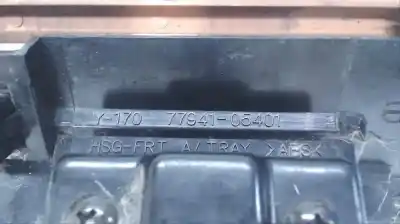 Y-170 77941-05401
HSG-FRT A/TRAY >ABS<